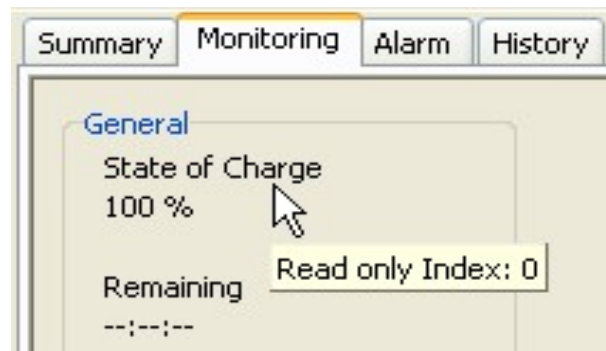 Summary Monitoring Alarm History
General
State of Charge
100 %
Read only Index: 0
Remaining
--:--:--